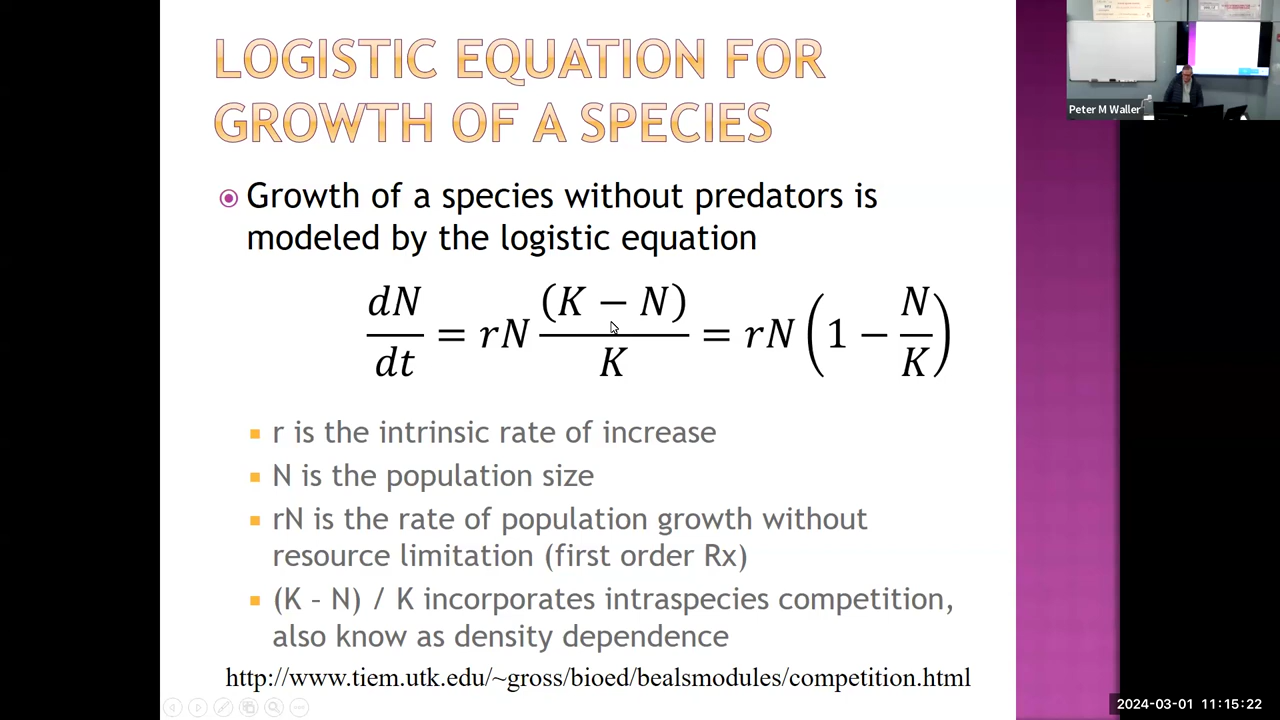 LOGISTIC EQUATION FOR
GROWTH OF A SPECIES
Growth of a species without predators is
modeled by the logistic equation
dN/dt = rN (K − N)/K = rN (1 − N/K)
r is the intrinsic rate of increase
N is the population size
rN is the rate of population growth without
resource limitation (first order Rx)
(K – N) / K incorporates intraspecies competition,
also know as density dependence
http://www.tiem.utk.edu/~gross/bioed/bealsmodules/competition.html
Peter M Waller
2024-03-01 11:15:22